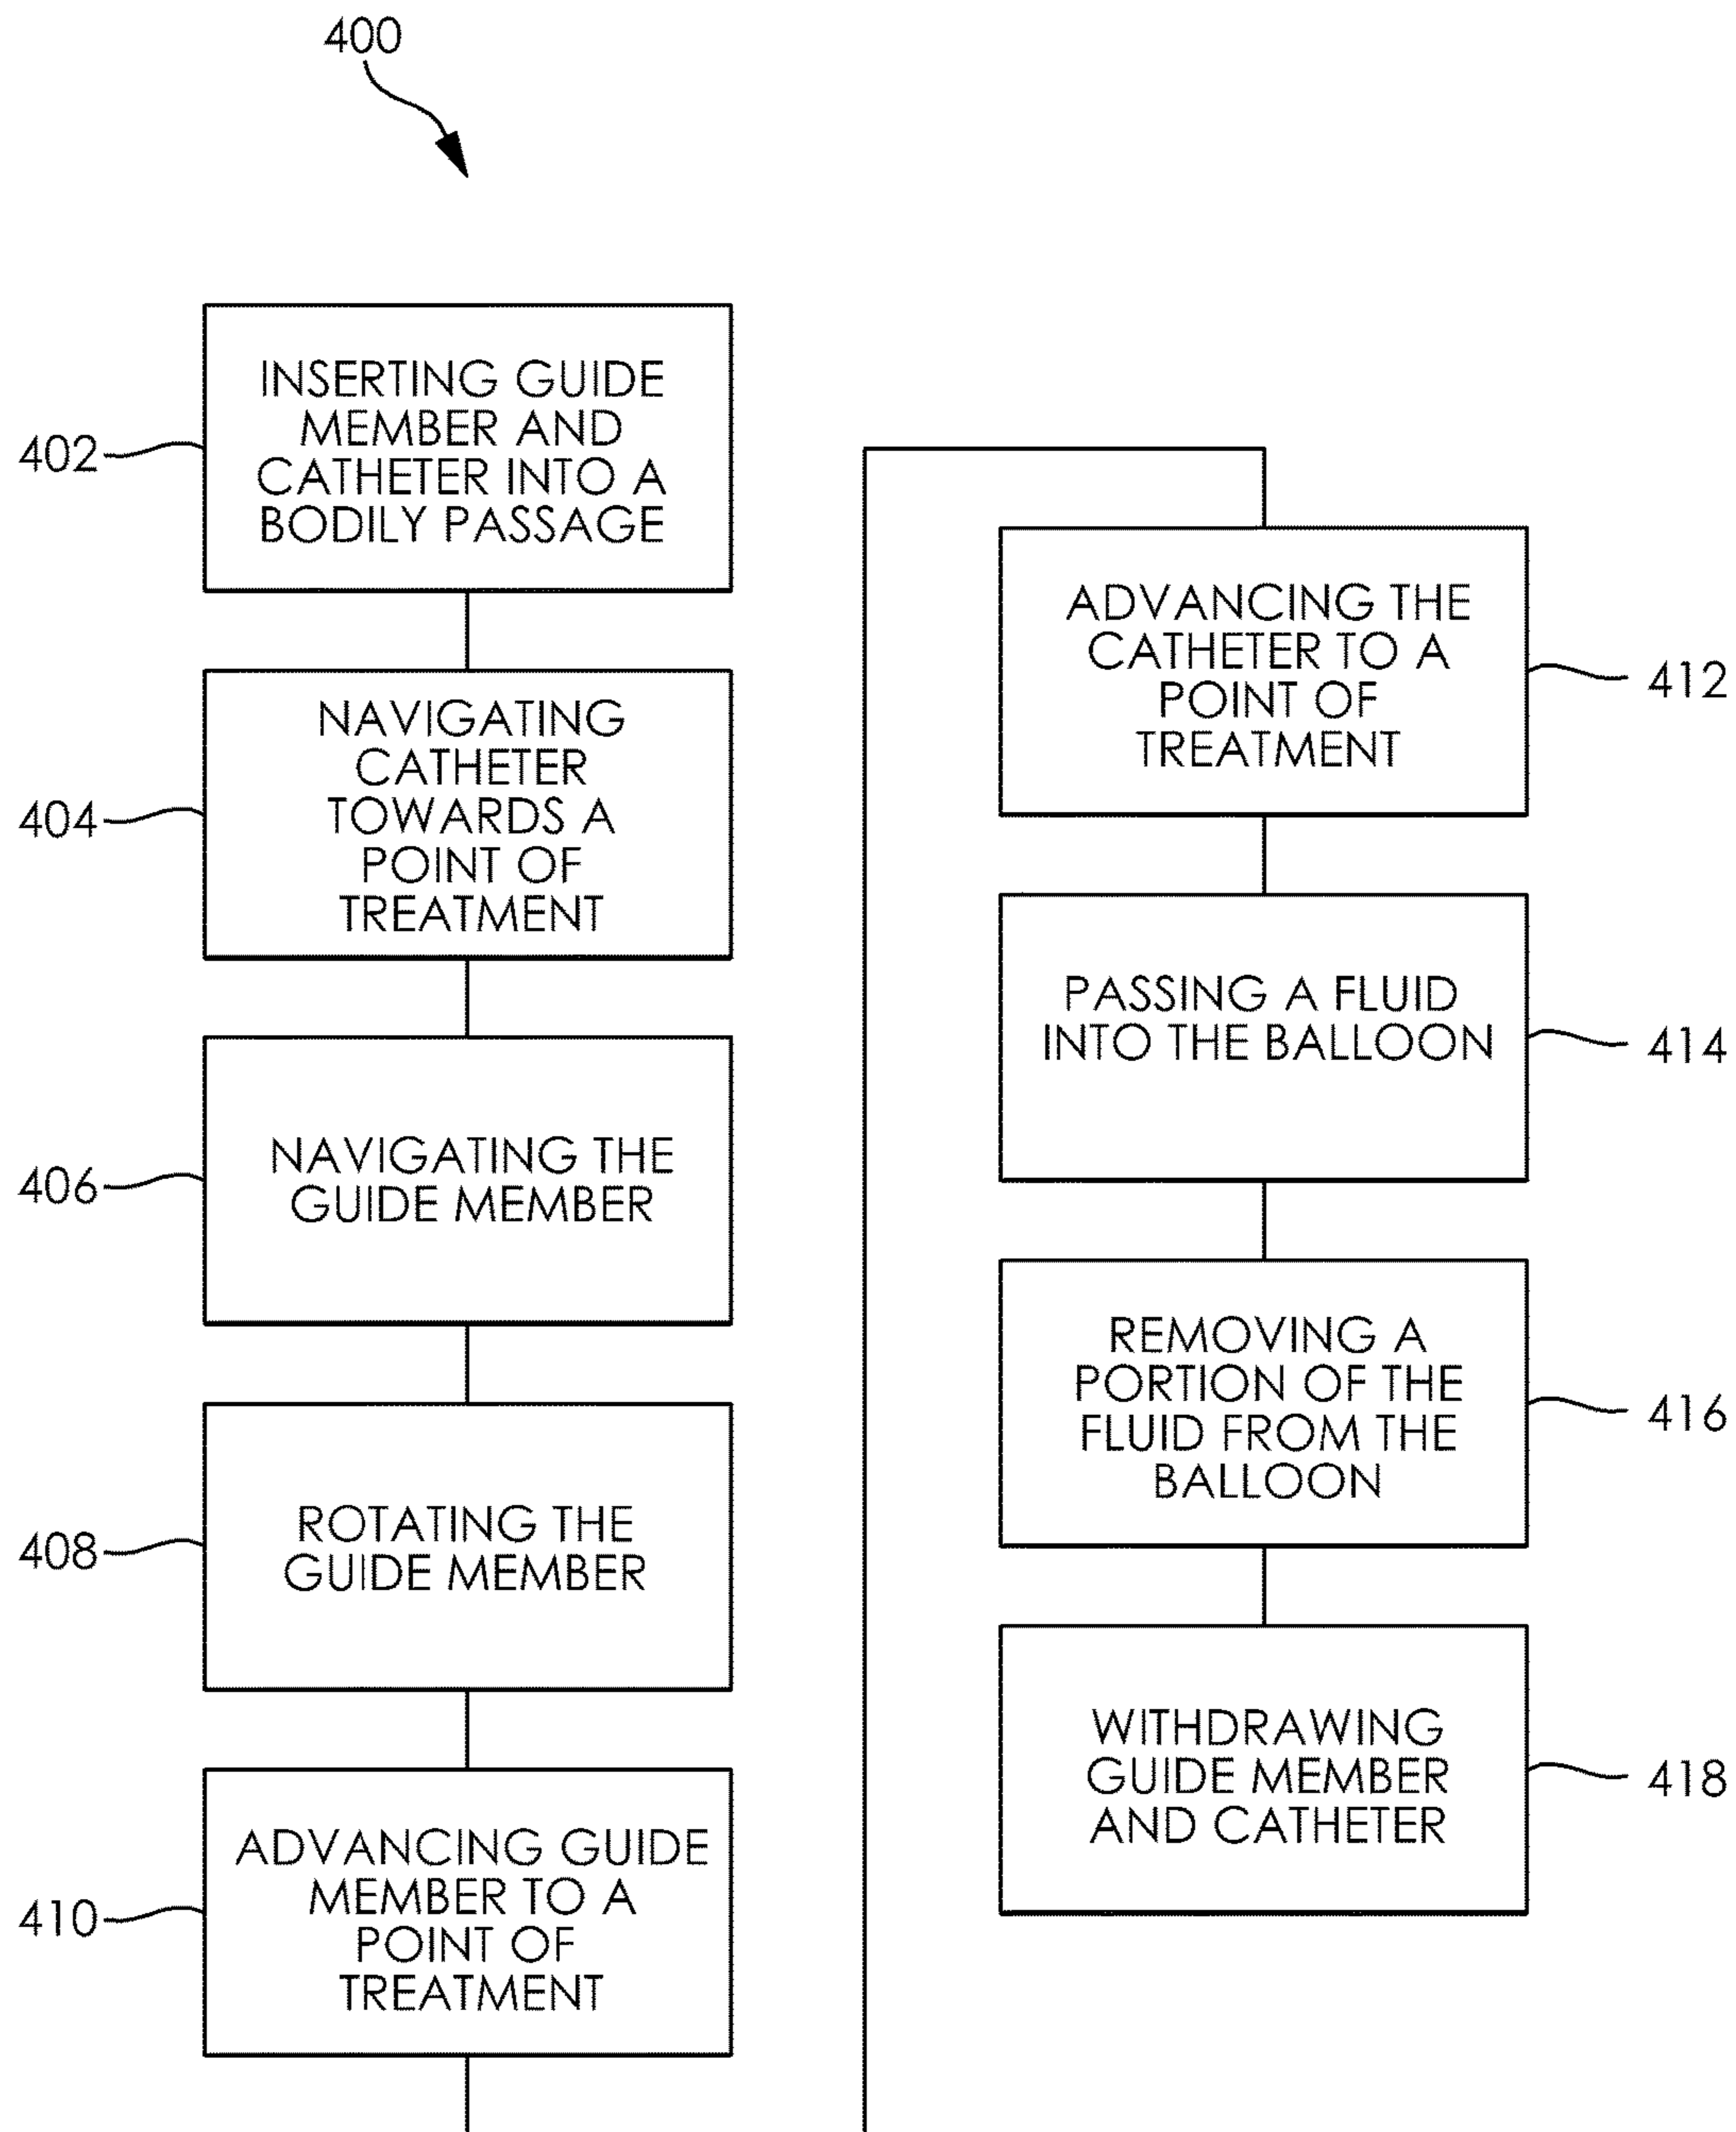 400
402
INSERTING GUIDE
MEMBER AND
CATHETER INTO A
BODILY PASSAGE
404
NAVIGATING
CATHETER
TOWARDS A
POINT OF
TREATMENT
406
NAVIGATING THE
GUIDE MEMBER
408
ROTATING THE
GUIDE MEMBER
410
ADVANCING GUIDE
MEMBER TO A
POINT OF
TREATMENT
ADVANCING THE
CATHETER TO A
POINT OF
TREATMENT
412
PASSING A FLUID
INTO THE BALLOON
414
REMOVING A
PORTION OF THE
FLUID FROM THE
BALLOON
416
WITHDRAWING
GUIDE MEMBER
AND CATHETER
418